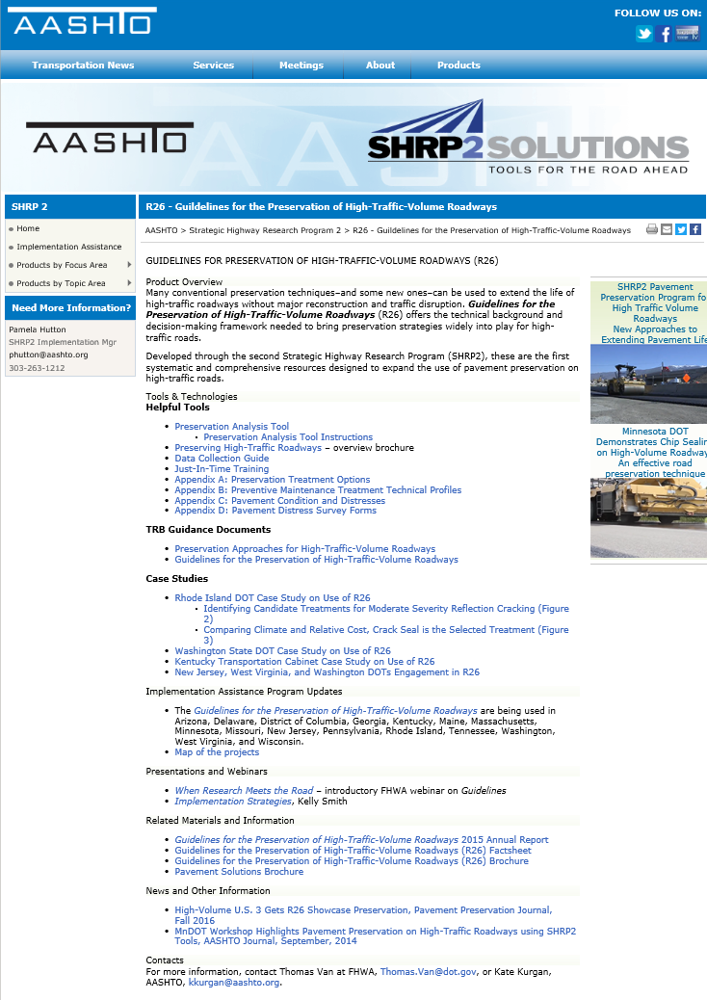 AASHTO
FOLLOW US ON:
Transportation News
Services
Meetings
About
Products
AASHTO
SHRP2SOLUTIONS
TOOLS FOR THE ROAD AHEAD
SHRP 2
Home
Implementation Assistance
Products by Focus Area
Products by Topic Area
Need More Information?
Pamela Hutton
SHRP2 Implementation Mgr
phutton@aashto.org
303-263-1212
R26 - Guildelines for the Preservation of High-Traffic-Volume Roadways
AASHTO > Strategic Highway Research Program 2 > R26 - Guildelines for the Preservation of High-Traffic-Volume Roadways
GUIDELINES FOR PRESERVATION OF HIGH-TRAFFIC-VOLUME ROADWAYS (R26)
Product Overview
Many conventional preservation techniques–and some new ones–can be used to extend the life of
high-traffic roadways without major reconstruction and traffic disruption. Guidelines for the
Preservation of High-Traffic-Volume Roadways (R26) offers the technical background and
decision-making framework needed to bring preservation strategies widely into play for high-
traffic roads.
Developed through the second Strategic Highway Research Program (SHRP2), these are the first
systematic and comprehensive resources designed to expand the use of pavement preservation on
high-traffic roads.
Tools & Technologies
Helpful Tools
Preservation Analysis Tool
Preservation Analysis Tool Instructions
Preserving High-Traffic Roadways – overview brochure
Data Collection Guide
Just-In-Time Training
Appendix A: Preservation Treatment Options
Appendix B: Preventive Maintenance Treatment Technical Profiles
Appendix C: Pavement Condition and Distresses
Appendix D: Pavement Distress Survey Forms
TRB Guidance Documents
Preservation Approaches for High-Traffic-Volume Roadways
Guidelines for the Preservation of High-Traffic-Volume Roadways
Case Studies
Rhode Island DOT Case Study on Use of R26
Identifying Candidate Treatments for Moderate Severity Reflection Cracking (Figure
2)
Comparing Climate and Relative Cost, Crack Seal is the Selected Treatment (Figure
3)
Washington State DOT Case Study on Use of R26
Kentucky Transportation Cabinet Case Study on Use of R26
New Jersey, West Virginia, and Washington DOTs Engagement in R26
Implementation Assistance Program Updates
The Guidelines for the Preservation of High-Traffic-Volume Roadways are being used in
Arizona, Delaware, District of Columbia, Georgia, Kentucky, Maine, Massachusetts,
Minnesota, Missouri, New Jersey, Pennsylvania, Rhode Island, Tennessee, Washington,
West Virginia, and Wisconsin.
Map of the projects
Presentations and Webinars
When Research Meets the Road – introductory FHWA webinar on Guidelines
Implementation Strategies, Kelly Smith
Related Materials and Information
Guidelines for the Preservation of High-Traffic-Volume Roadways 2015 Annual Report
Guidelines for the Preservation of High-Traffic-Volume Roadways (R26) Factsheet
Guidelines for the Preservation of High-Traffic-Volume Roadways (R26) Brochure
Pavement Solutions Brochure
News and Other Information
High-Volume U.S. 3 Gets R26 Showcase Preservation, Pavement Preservation Journal,
Fall 2016
MnDOT Workshop Highlights Pavement Preservation on High-Traffic Roadways using SHRP2
Tools, AASHTO Journal, September, 2014
Contacts
For more information, contact Thomas Van at FHWA, Thomas.Van@dot.gov, or Kate Kurgan,
AASHTO, kkurgan@aashto.org.
SHRP2 Pavement
Preservation Program fo
High Traffic Volume
Roadways
New Approaches to
Extending Pavement Life
Minnesota DOT
Demonstrates Chip Sealin
on High-Volume Roadway
An effective road
preservation technique